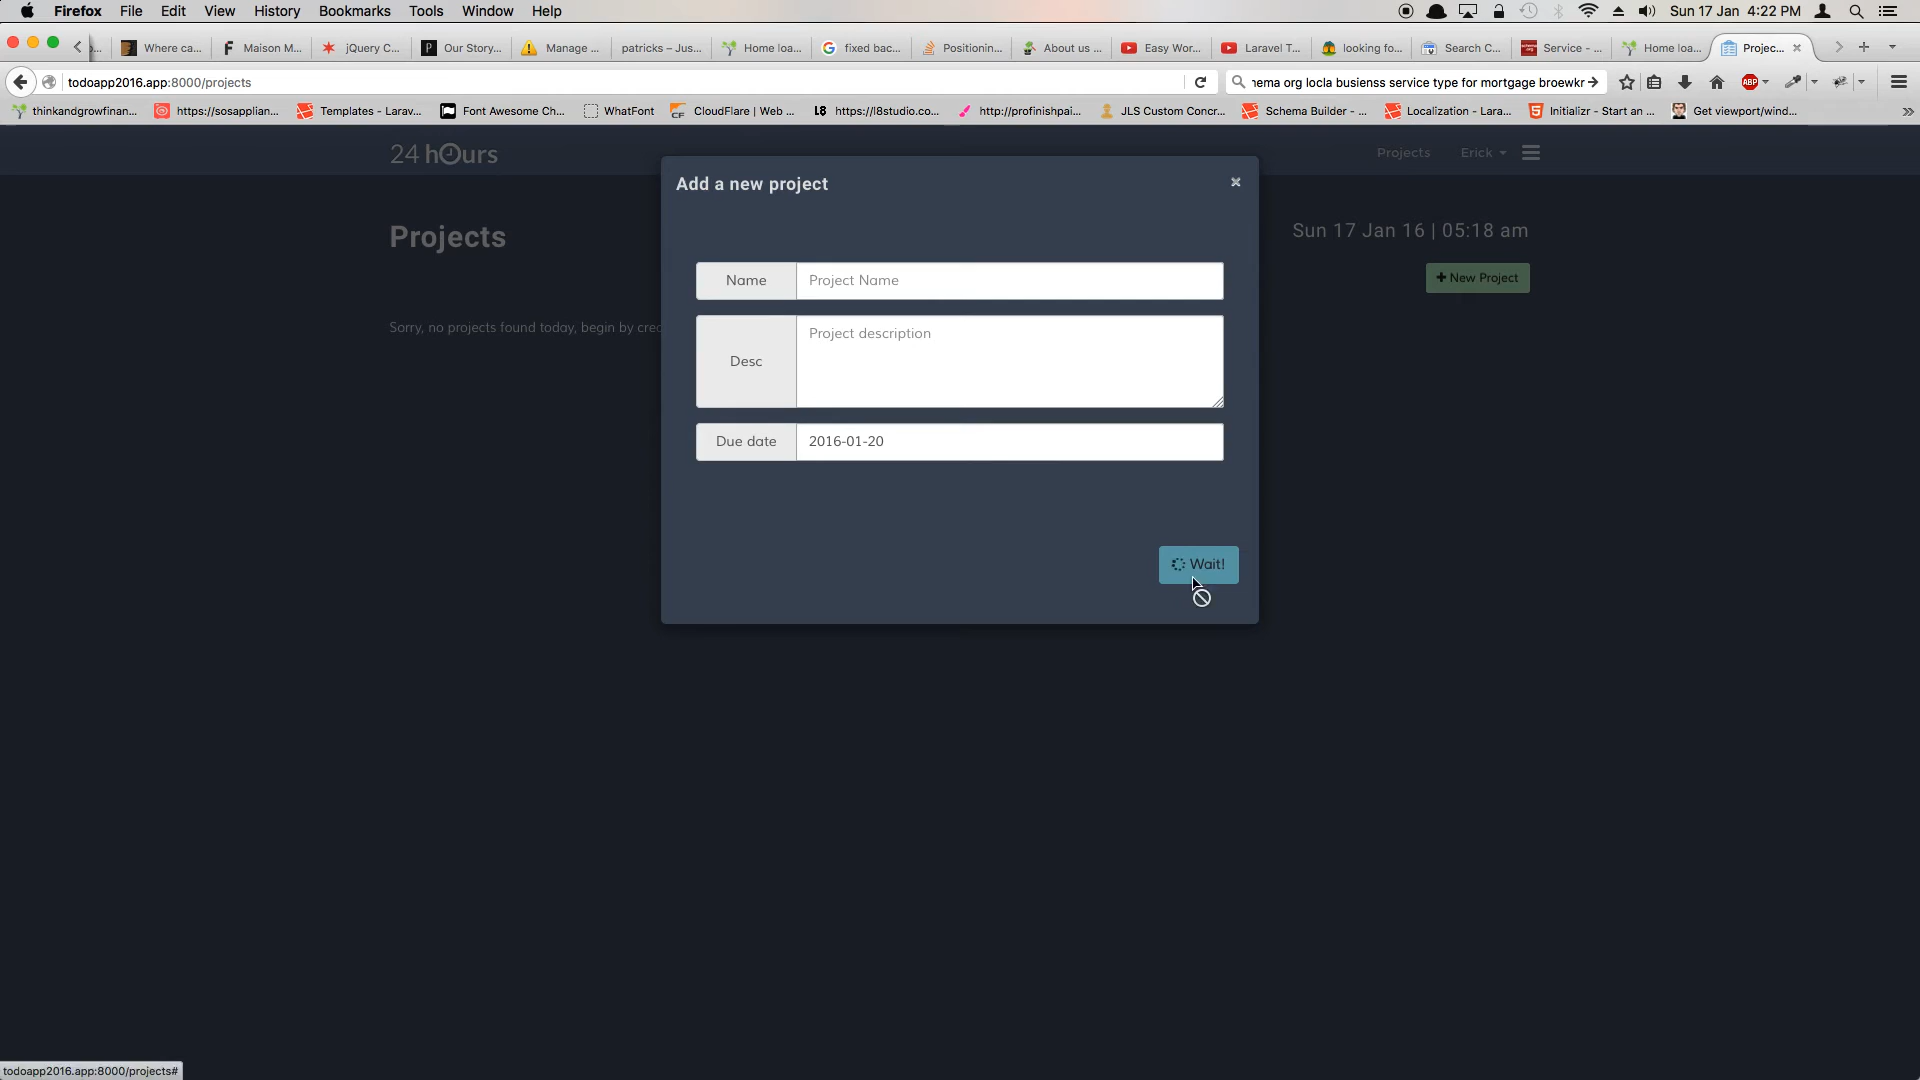 Firefox File Edit View History Bookmarks Tools Window Help Sun 17 Jan 4:22 PM
Where ca... Maison M... jQuery C... Our Story... Manage ... patricks – Jus... Home loa... fixed bac... Positionin... About us ... Easy Wor... Laravel T... looking fo... Search C... Service - ... Home loa... Projec...
todoapp2016.app:8000/projects hema org locla busienss service type for mortgage broewkr ABP
thinkandgrowfinan... https://sosapplian... Templates - Larav... Font Awesome Ch... WhatFont CloudFlare | Web ... https://l8studio.co... http://profinishpai... JLS Custom Concr... Schema Builder - ... Localization - Lara... Initializr - Start an ... Get viewport/wind...
24 hOurs Projects Erick
Add a new project
Projects
Sun 17 Jan 16 | 05:18 am
New Project
Name Project Name
Sorry, no projects found today, begin by crea
Desc Project description
Due date 2016-01-20
Wait!
todoapp2016.app:8000/projects#